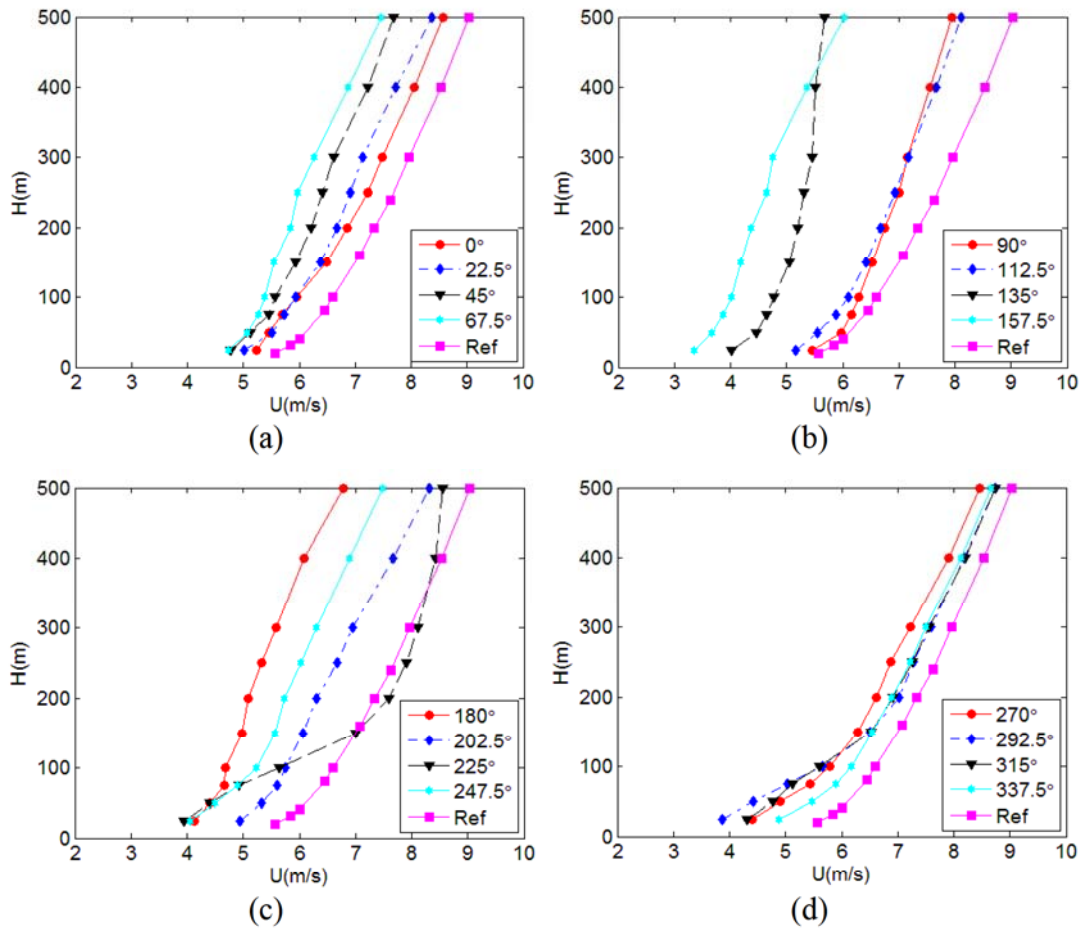 500
400
300
200
100
0
H(m)
2 3 4 5 6 7 8 9 10
U(m/s)
0°
22.5°
45°
67.5°
Ref
(a)
500
400
300
200
100
0
H(m)
2 3 4 5 6 7 8 9 10
U(m/s)
90°
112.5°
135°
157.5°
Ref
(b)
500
400
300
200
100
0
H(m)
2 3 4 5 6 7 8 9 10
U(m/s)
180°
202.5°
225°
247.5°
Ref
(c)
500
400
300
200
100
0
H(m)
2 3 4 5 6 7 8 9 10
U(m/s)
270°
292.5°
315°
337.5°
Ref
(d)